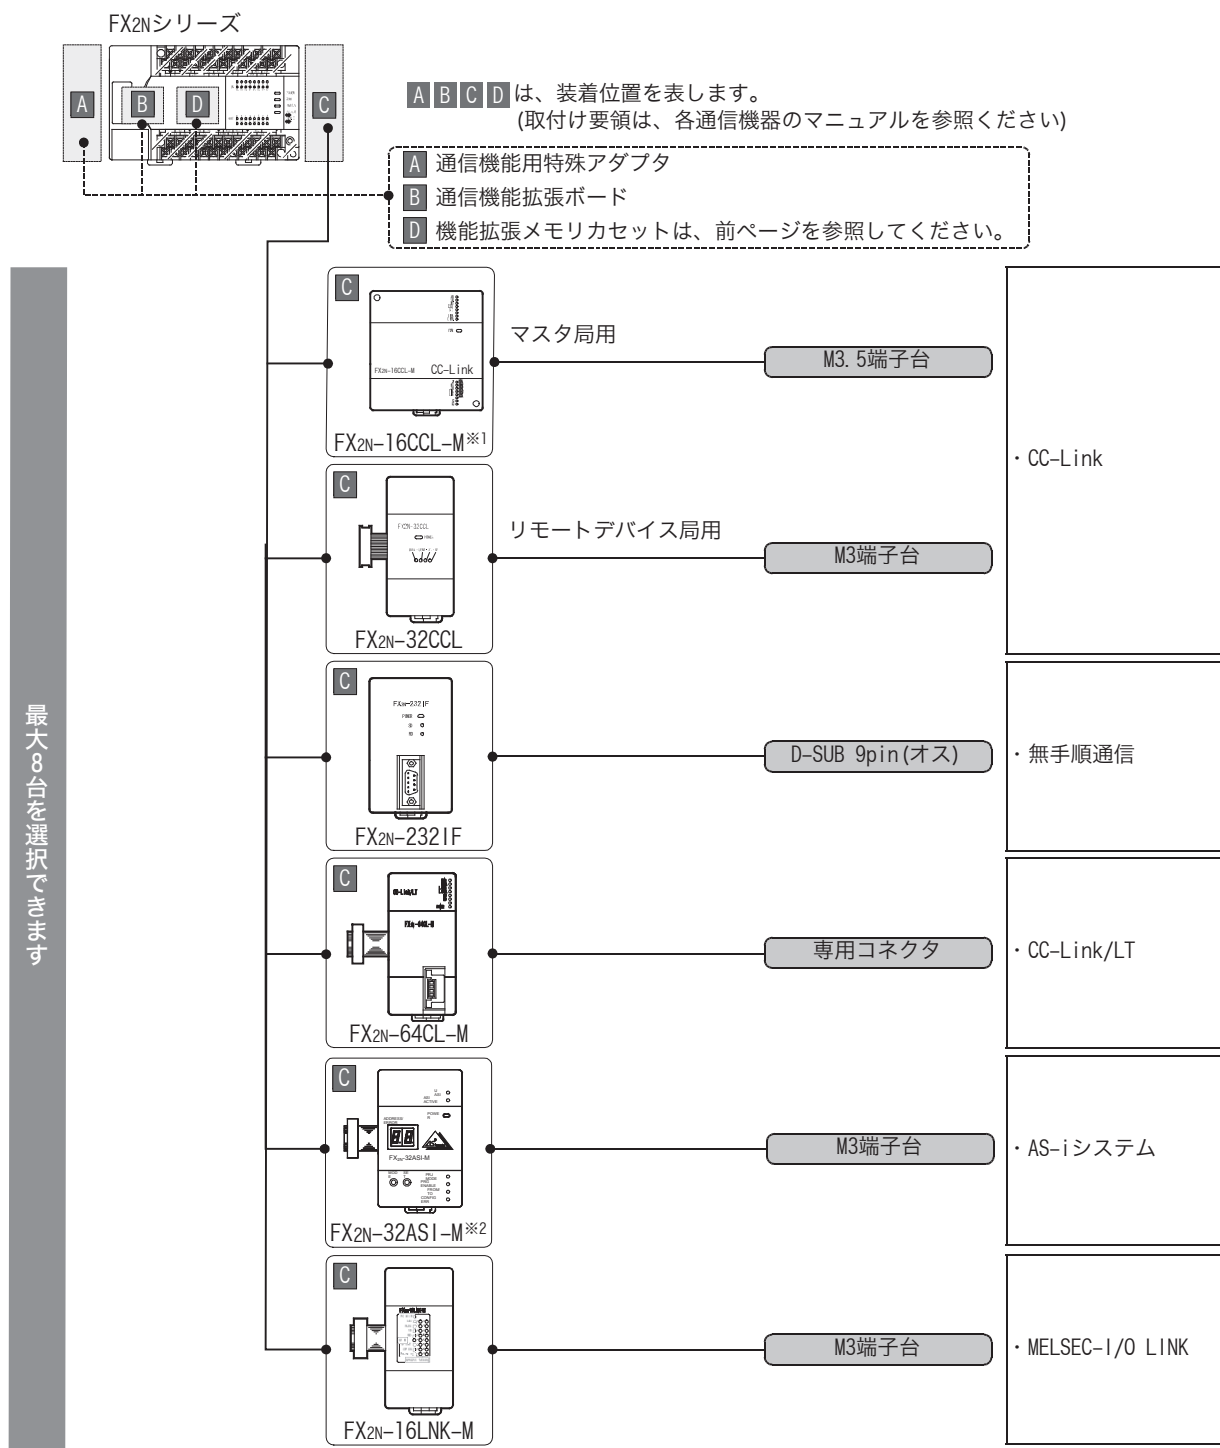 FX2Nシリーズ
A
B
D
C
A B C D は、装着位置を表します。
(取付け要領は、各通信機器のマニュアルを参照ください)
A 通信機能用特殊アダプタ
B 通信機能拡張ボード
D 機能拡張メモリカセットは、前ページを参照してください。
最大8台を選択できます
C
FX2N-16CCL-M CC-Link
FX2N-16CCL-M※1
マスタ局用
M3.5端子台
・CC-Link
C
FX2N-32CCL
FX2N-32CCL
リモートデバイス局用
M3端子台
C
FX2N-232IF
POWER
FX2N-232IF
D-SUB 9pin(オス)
・無手順通信
C
CC-Link/LT
FX2N-64CL-M
FX2N-64CL-M
専用コネクタ
・CC-Link/LT
C
ADDRESS
ERROR
FX2N-32ASI-M
FX2N-32ASI-M※2
M3端子台
・AS-iシステム
C
FX2N-16LNK-M
M3端子台
・MELSEC-I/O LINK